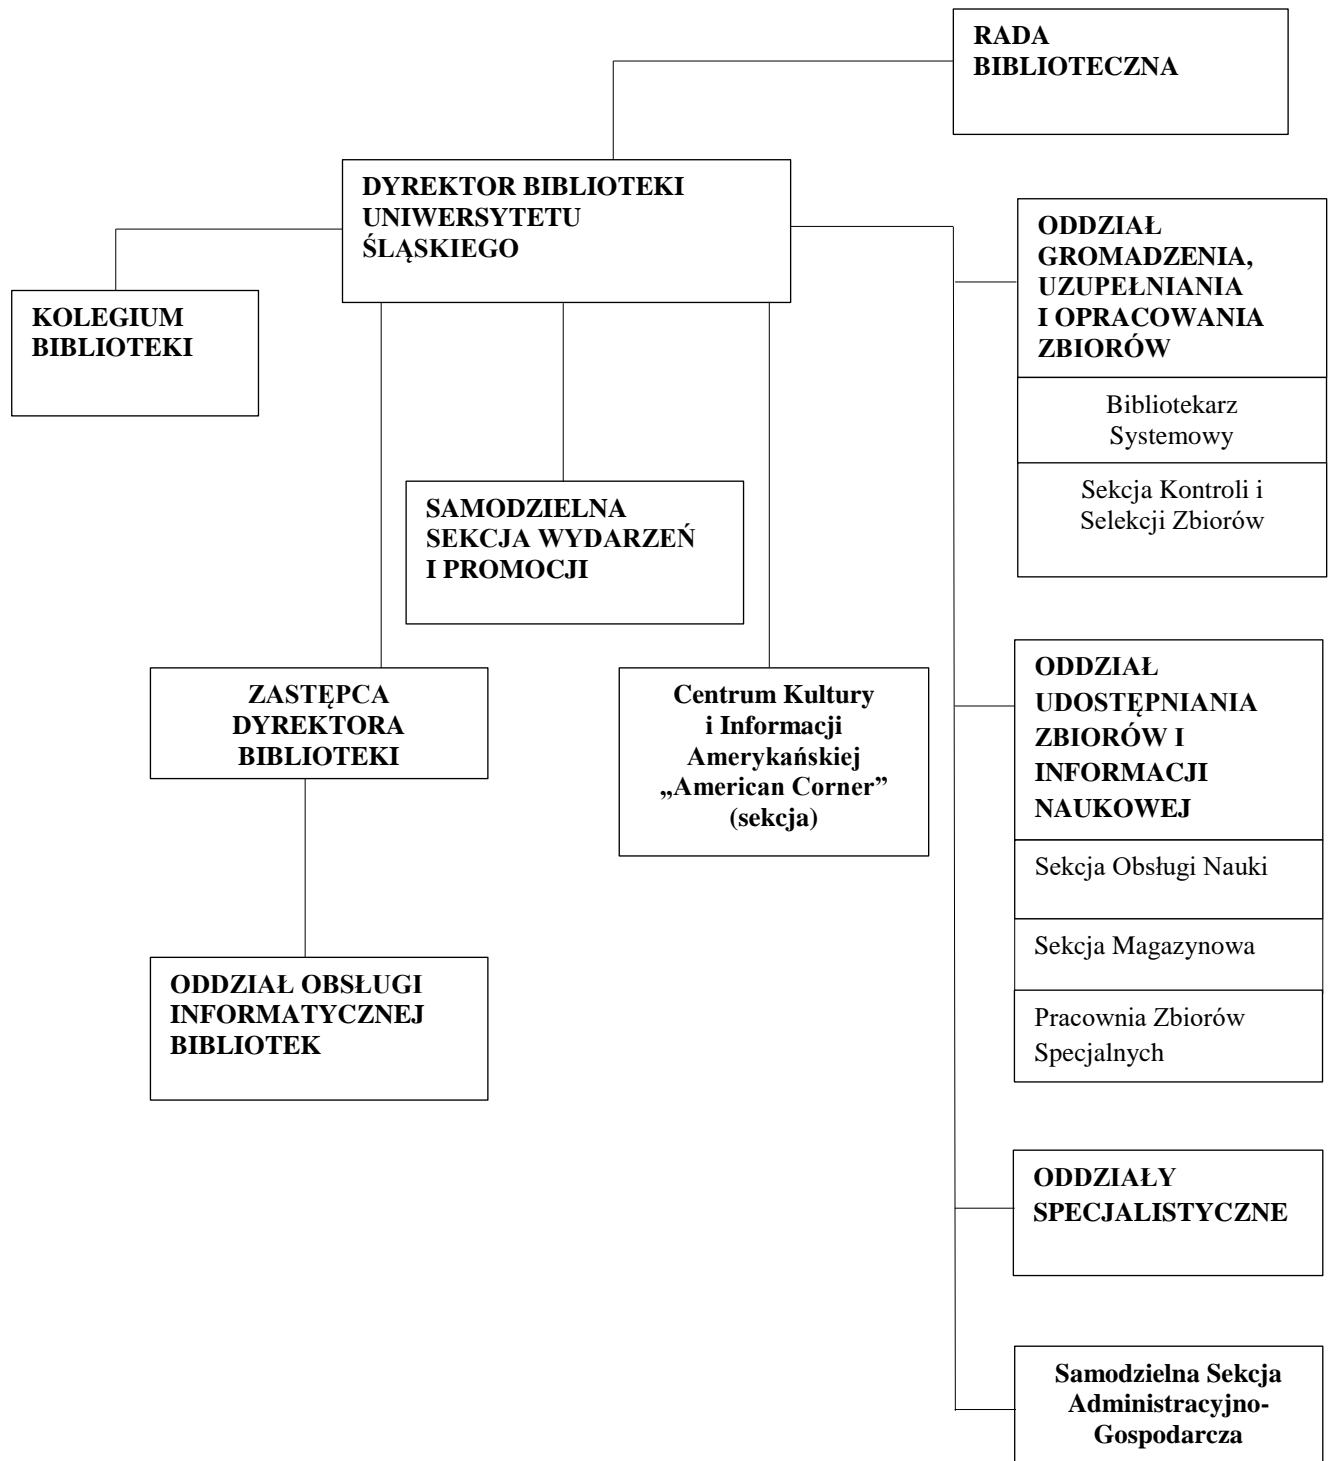 RADA
BIBLIOTECZNA
DYREKTOR BIBLIOTEKI
UNIWERSYTETU
ŚLĄSKIEGO
KOLEGIUM
BIBLIOTEKI
ODDZIAŁ
GROMADZENIA,
UZUPEŁNIANIA
I OPRACOWANIA
ZBIORÓW
Bibliotekarz
Systemowy
Sekcja Kontroli i
Selekcji Zbiorów
SAMODZIELNA
SEKCJA WYDARZEŃ
I PROMOCJI
ZASTĘPCA
DYREKTORA
BIBLIOTEKI
Centrum Kultury
i Informacji
Amerykańskiej
„American Corner”
(sekcja)
ODDZIAŁ
UDOSTĘPNIANIA
ZBIORÓW I
INFORMACJI
NAUKOWEJ
Sekcja Obsługi Nauki
Sekcja Magazynowa
Pracownia Zbiorów
Specjalnych
ODDZIAŁ OBSŁUGI
INFORMATYCZNEJ
BIBLIOTEK
ODDZIAŁY
SPECJALISTYCZNE
Samodzielna Sekcja
Administracyjno-
Gospodarcza